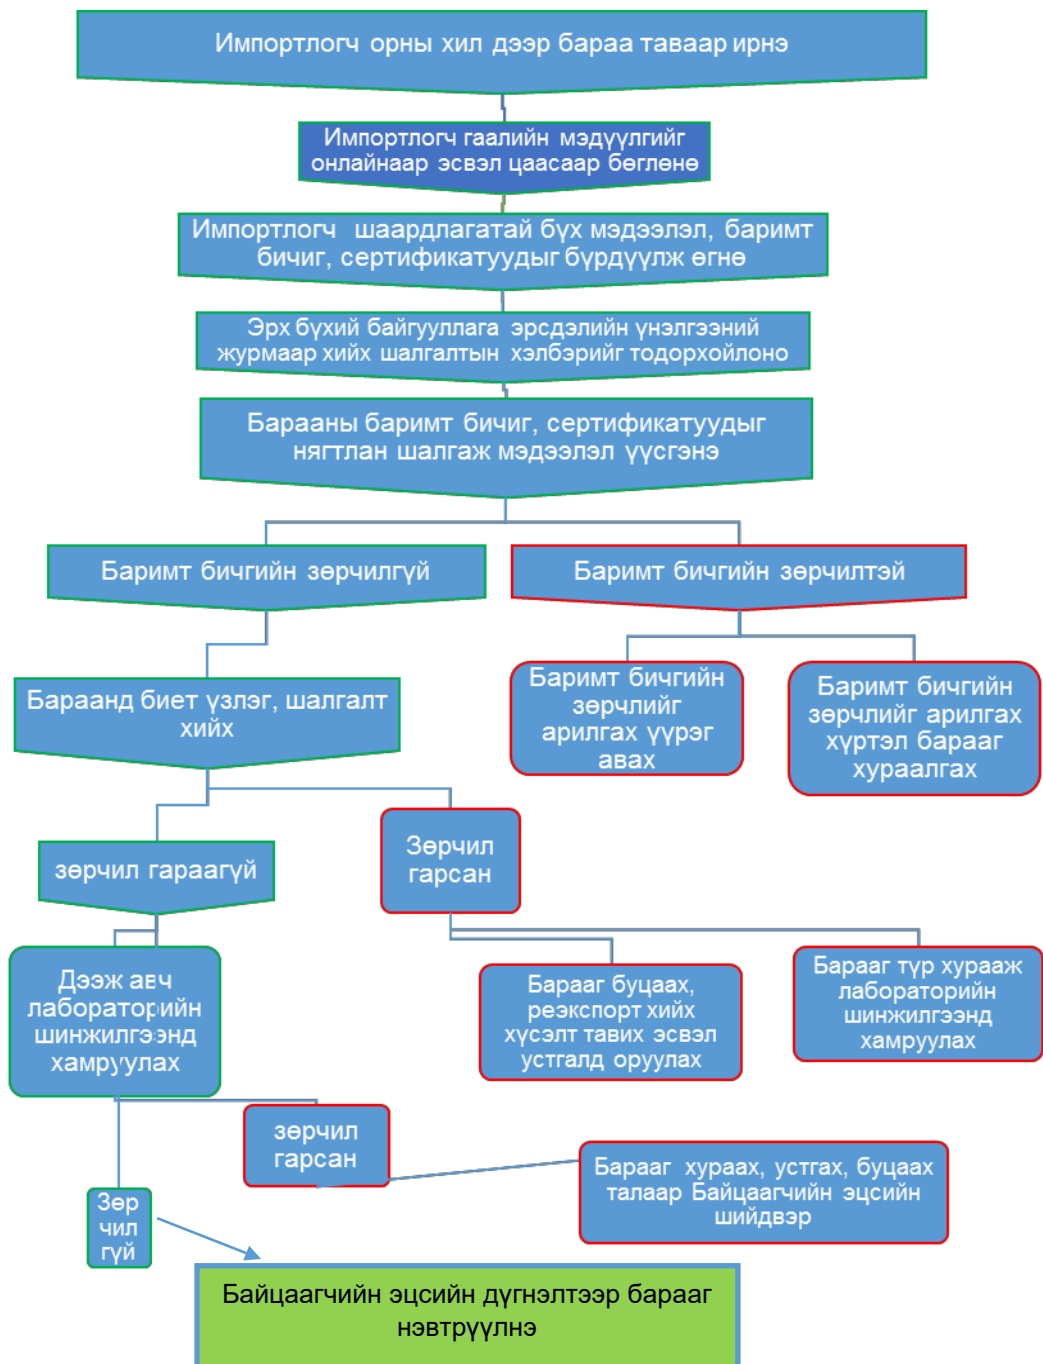 Импортлогч орны хил дээр бараа таваар ирнэ
Импортлогч гаалийн мэдүүлгийг
онлайнаар эсвэл цаасаар бөглөнө
Импортлогч шаардлагатай бүх мэдээлэл, баримт
бичиг, сертификатуудыг бүрдүүлж өгнө
Эрх бүхий байгууллага эрсдэлийн үнэлгээний
журмаар хийх шалгалтын хэлбэрийг тодорхойлоно
Барааны баримт бичиг, сертификатуудыг
нягтлан шалгаж мэдээлэл үүсгэнэ
Баримт бичгийн зөрчилгүй
Баримт бичгийн зөрчилтэй
Баримт бичгийн
зөрчлийг
арилгах үүрэг
авах
Баримт бичгийн
зөрчлийг арилгах
хүртэл барааг
хураалгах
Бараанд биет үзлэг, шалгалт
хийх
зөрчил гараагүй
Зөрчил
гарсан
Дээж авч
лабораторийн
шинжилгээнд
хамруулах
Барааг буцаах,
реэкспорт хийх
хүсэлт тавих эсвэл
устгалд оруулах
Барааг түр хурааж
лабораторийн
шинжилгээнд
хамруулах
зөрчил
гарсан
Барааг хураах, устгах, буцаах
талаар Байцаагчийн эцсийн
шийдвэр
Зөр
чил
гүй
Байцаагчийн эцсийн дүгнэлтээр барааг
нэвтрүүлнэ